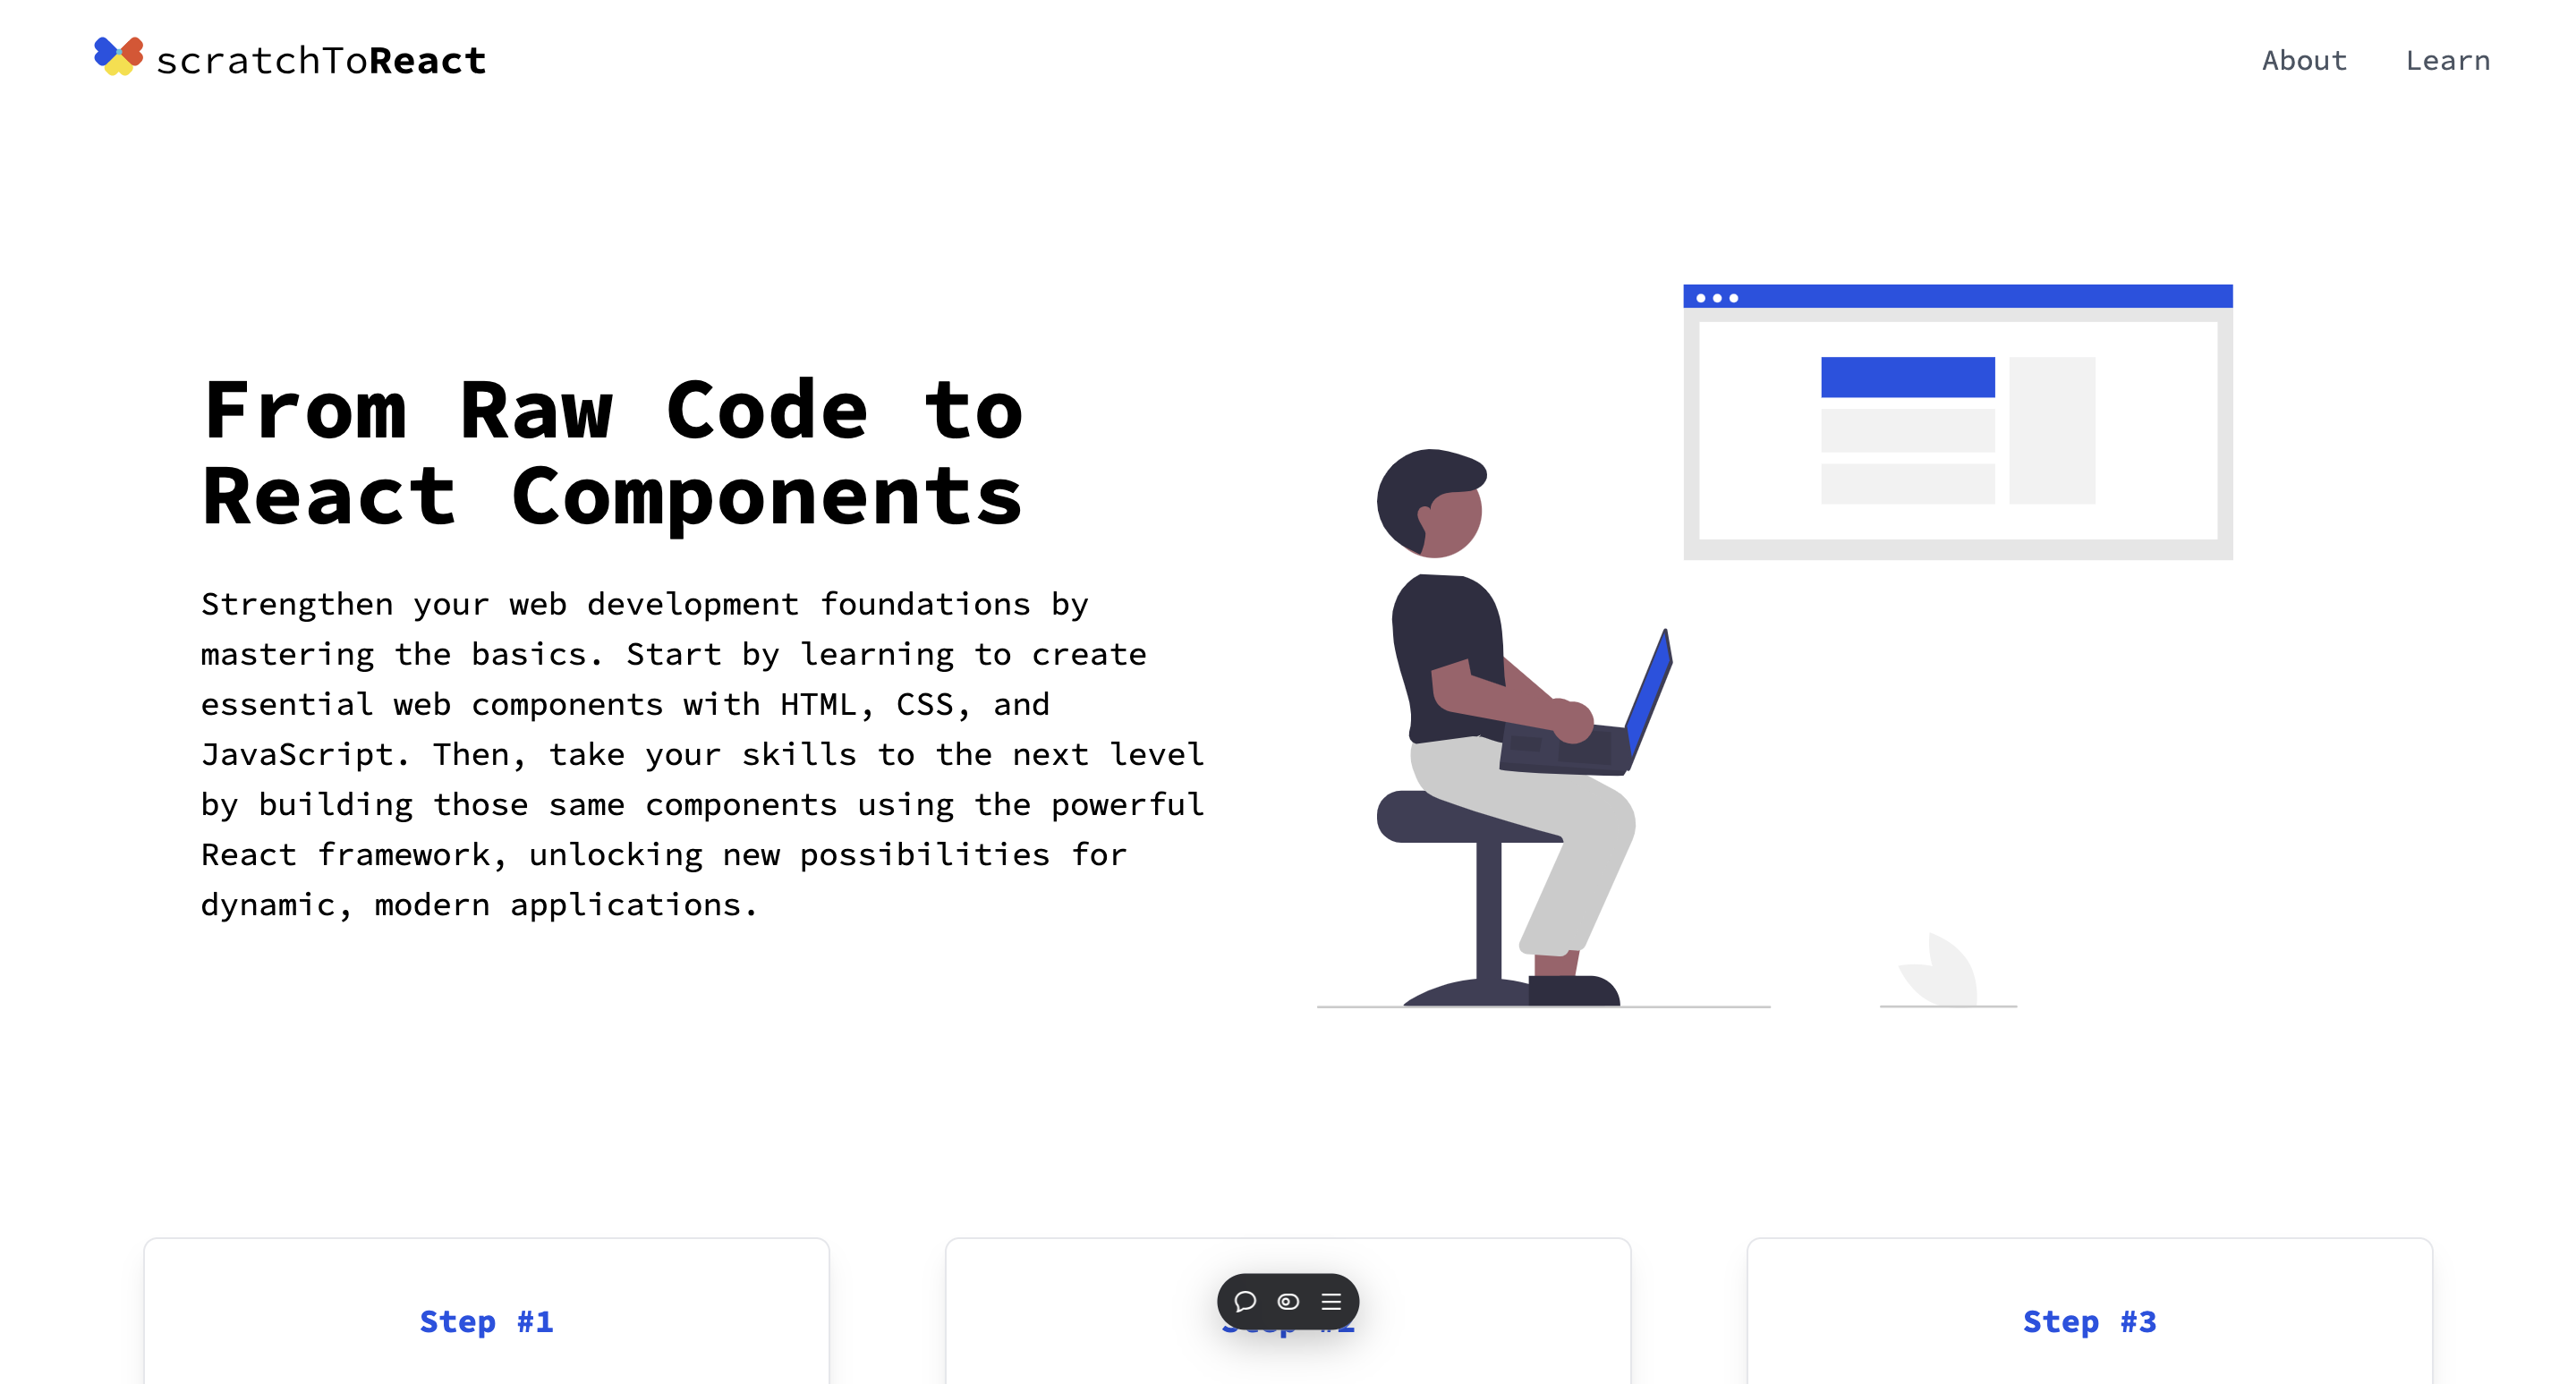 scratchToReact
About
Learn
From Raw Code to
React Components
Strengthen your web development foundations by
mastering the basics. Start by learning to create
essential web components with HTML, CSS, and
JavaScript. Then, take your skills to the next level
by building those same components using the powerful
React framework, unlocking new possibilities for
dynamic, modern applications.
Step #1
Step #3